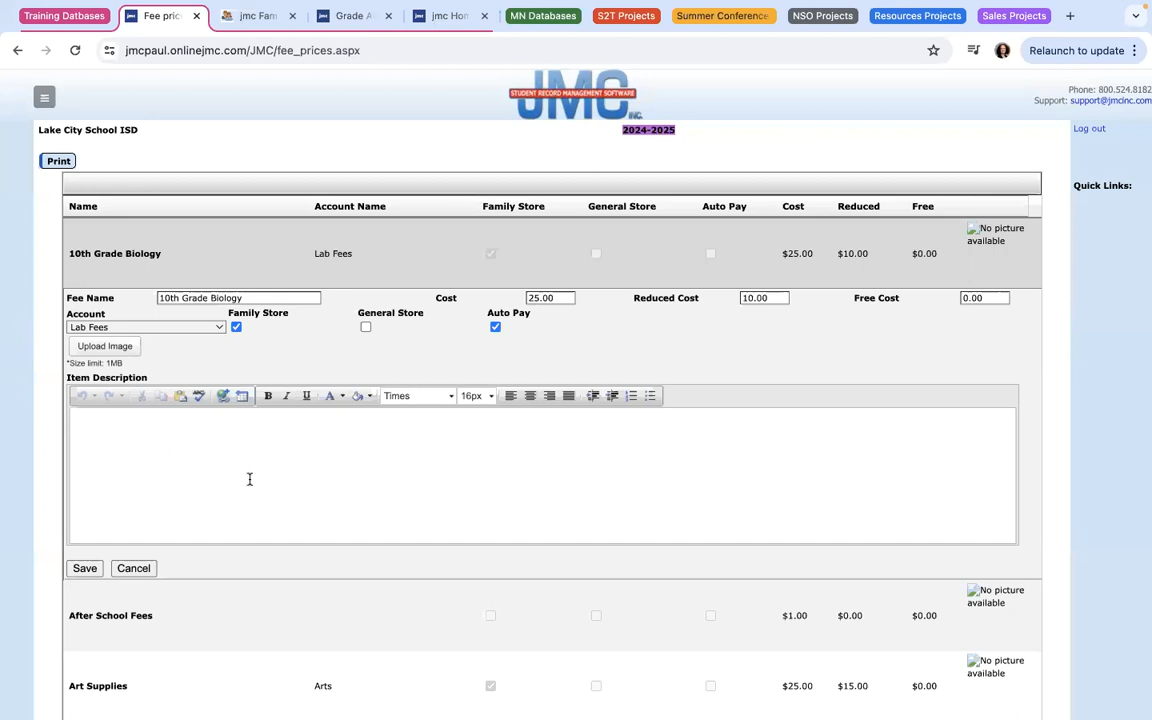 Training Datbases
Fee pric
jmc Fam
Grade A
jmc Hon
MN Databases
S2T Projects
Summer Conference
NSO Projects
Resources Projects
Sales Projects
jmcpaul.onlinejmc.com/JMC/fee_prices.aspx
Relaunch to update
JMC INC.
STUDENT RECORD MANAGEMENT SOFTWARE
Phone: 800.524.8182
Support: support@jmcinc.com
Lake City School ISD
2024-2025
Log out
Print
Quick Links:
Name Account Name Family Store General Store Auto Pay Cost Reduced Free
10th Grade Biology Lab Fees $25.00 $10.00 $0.00 No picture available
Fee Name 10th Grade Biology Cost 25.00 Reduced Cost 10.00 Free Cost 0.00
Account Family Store General Store Auto Pay
Lab Fees
Upload Image
*Size limit: 1MB
Item Description
B I U A Times 16px
Save Cancel
After School Fees $1.00 $0.00 $0.00 No picture available
Art Supplies Arts $25.00 $15.00 $0.00 No picture available